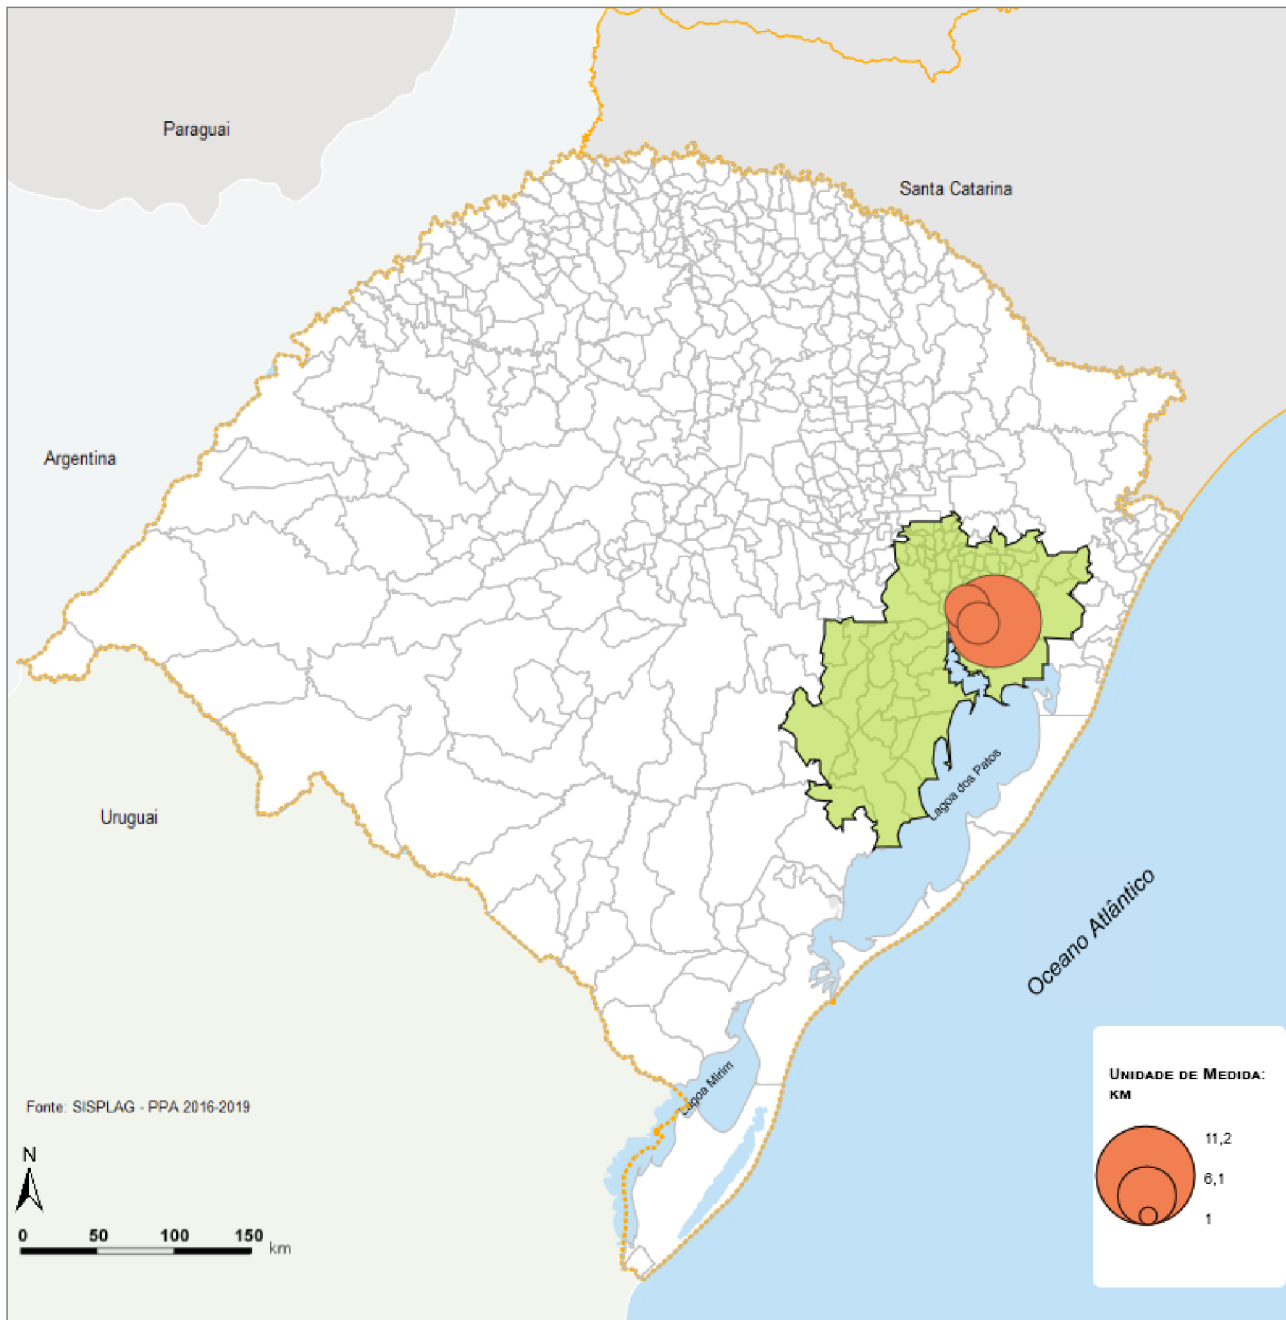 Paraguai
Santa Catarina
Argentina
Uruguai
Lagoa dos Patos
Oceano Atlântico
Lagoa Mirim
Fonte: SISPLAG - PPA 2016-2019
N
0 50 100 150
km
UNIDADE DE MEDIDA:
KM
11,2
6,1
1